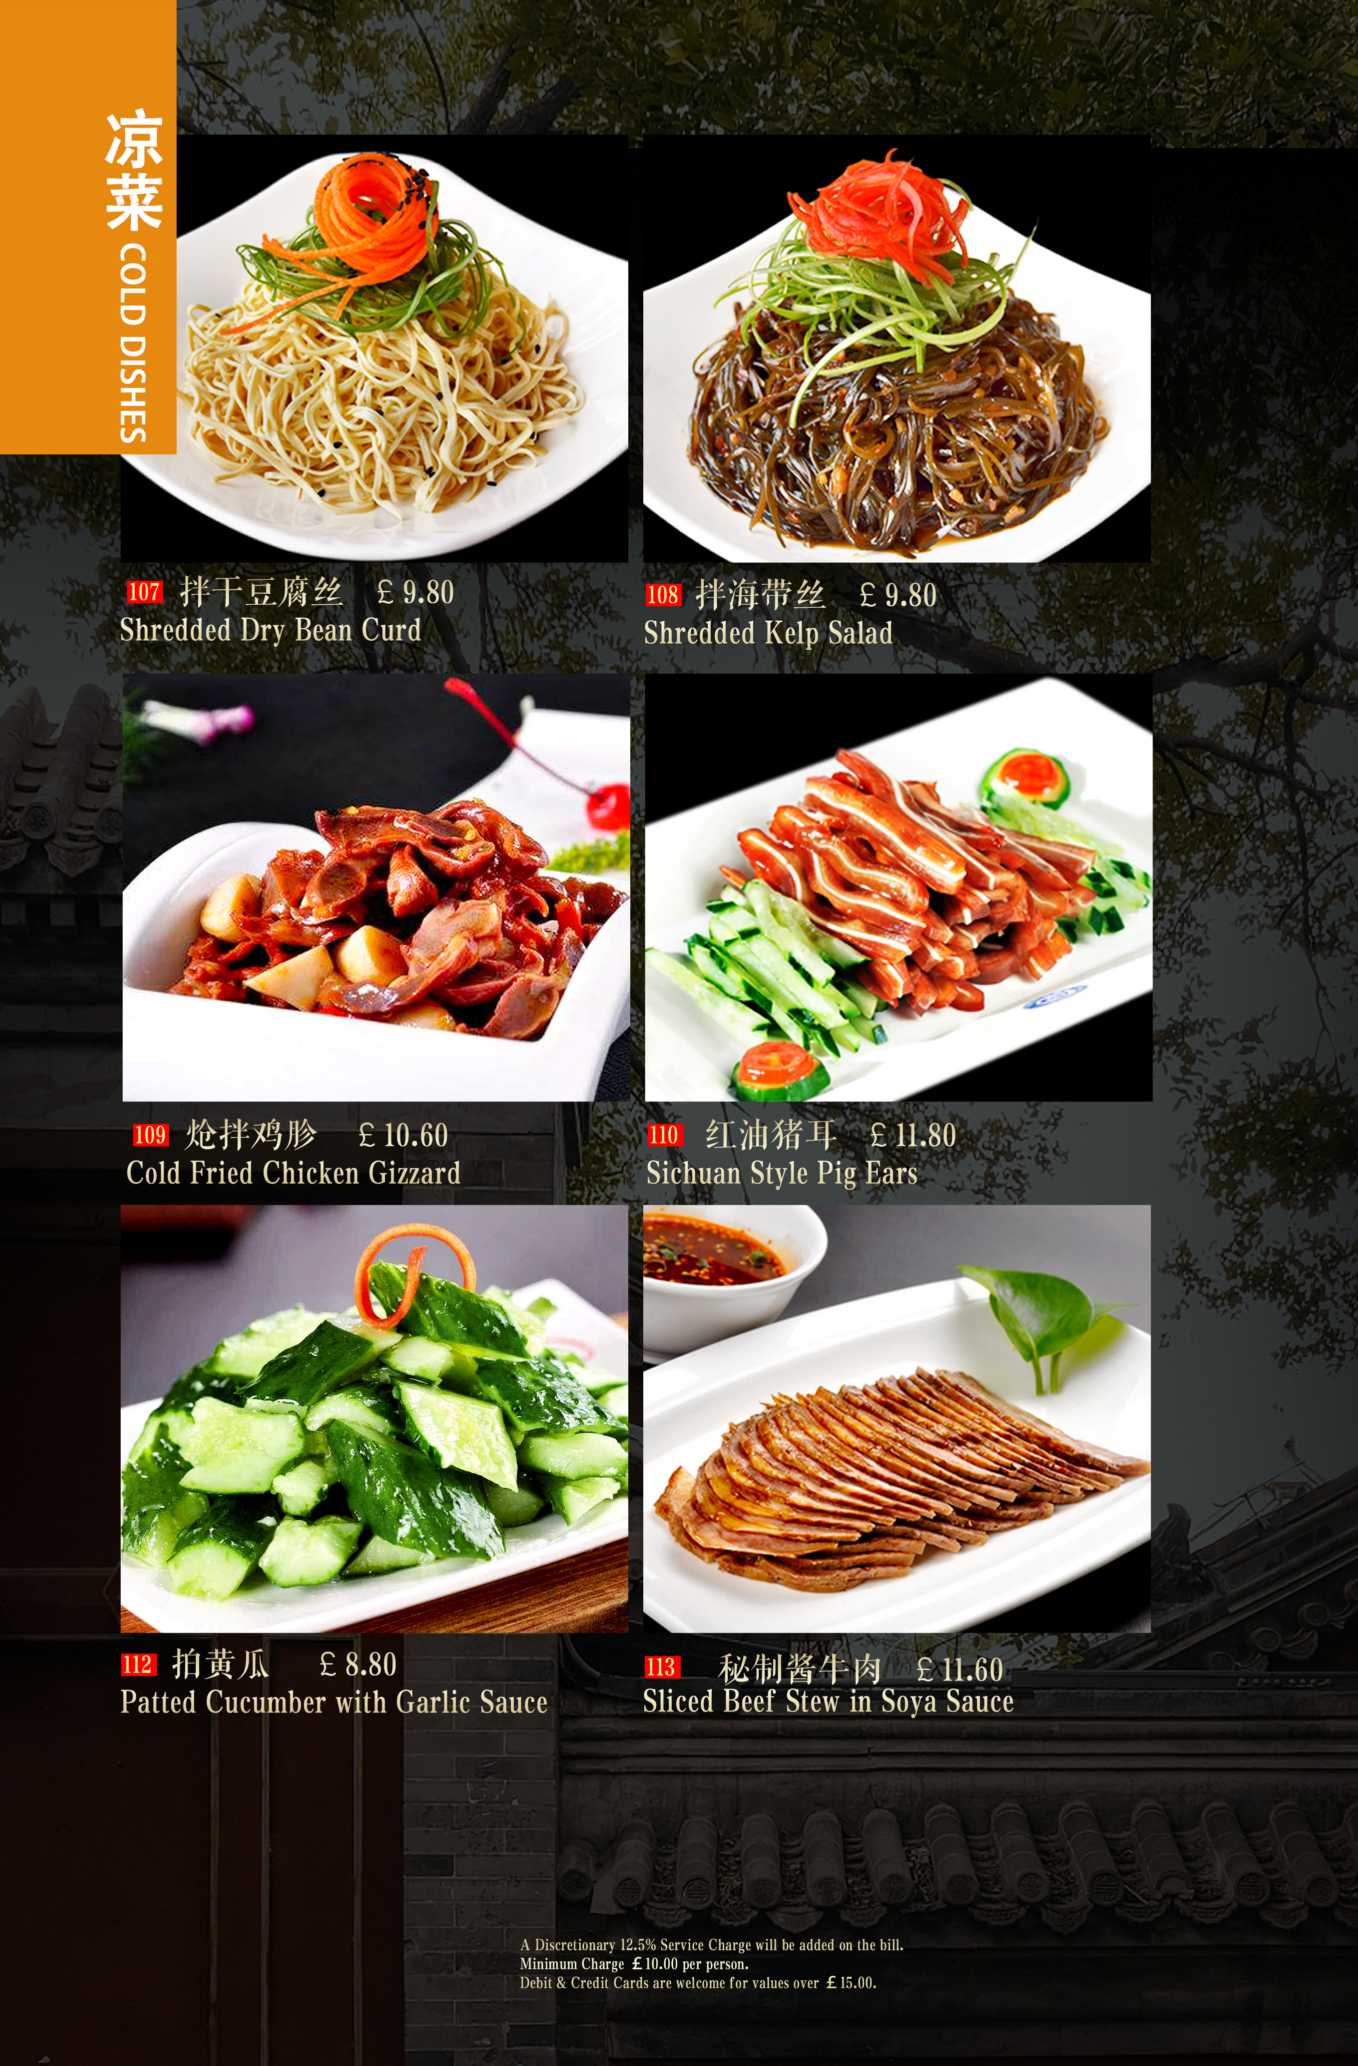 凉菜 COLD DISHES
107 拌干豆腐丝 £ 9.80
Shredded Dry Bean Curd
108 拌海带丝 £ 9.80
Shredded Kelp Salad
109 炝拌鸡胗 £ 10.60
Cold Fried Chicken Gizzard
110 红油猪耳 £ 11.80
Sichuan Style Pig Ears
112 拍黄瓜 £ 8.80
Patted Cucumber with Garlic Sauce
113 秘制酱牛肉 £ 11.60
Sliced Beef Stew in Soya Sauce
A Discretionary 12.5% Service Charge will be added on the bill.
Minimum Charge £10.00 per person.
Debit & Credit Cards are welcome for values over £15.00.